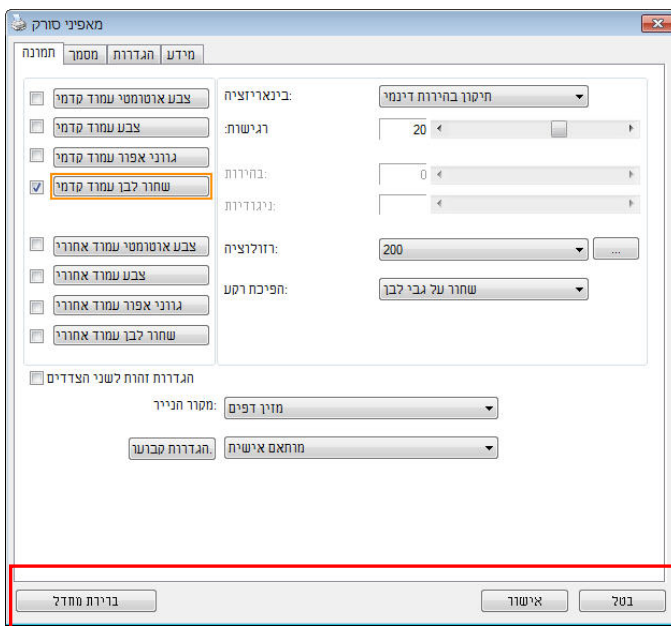 מאפיני סורק
תמונה
מסמך
הגדרות
מידע
צבע אוטומטי עמוד קדמי
צבע עמוד קדמי
גווני אפור עמוד קדמי
שחור לבן עמוד קדמי
צבע אוטומטי עמוד אחורי
צבע עמוד אחורי
גווני אפור עמוד אחורי
שחור לבן עמוד אחורי
בינאריזציה:
תיקון בהירות דינמי
רגישות:
20
בהירות:
0
ניגודיות:
רזולוציה:
200
...
הפיכת רקע:
שחור על גבי לבן
הגדרות זהות לשני הצדדים
מקור הנייר:
מזין דפים
הגדרות קבועו.
מותאם אישית
ברירת מחדל
אישור
בטל